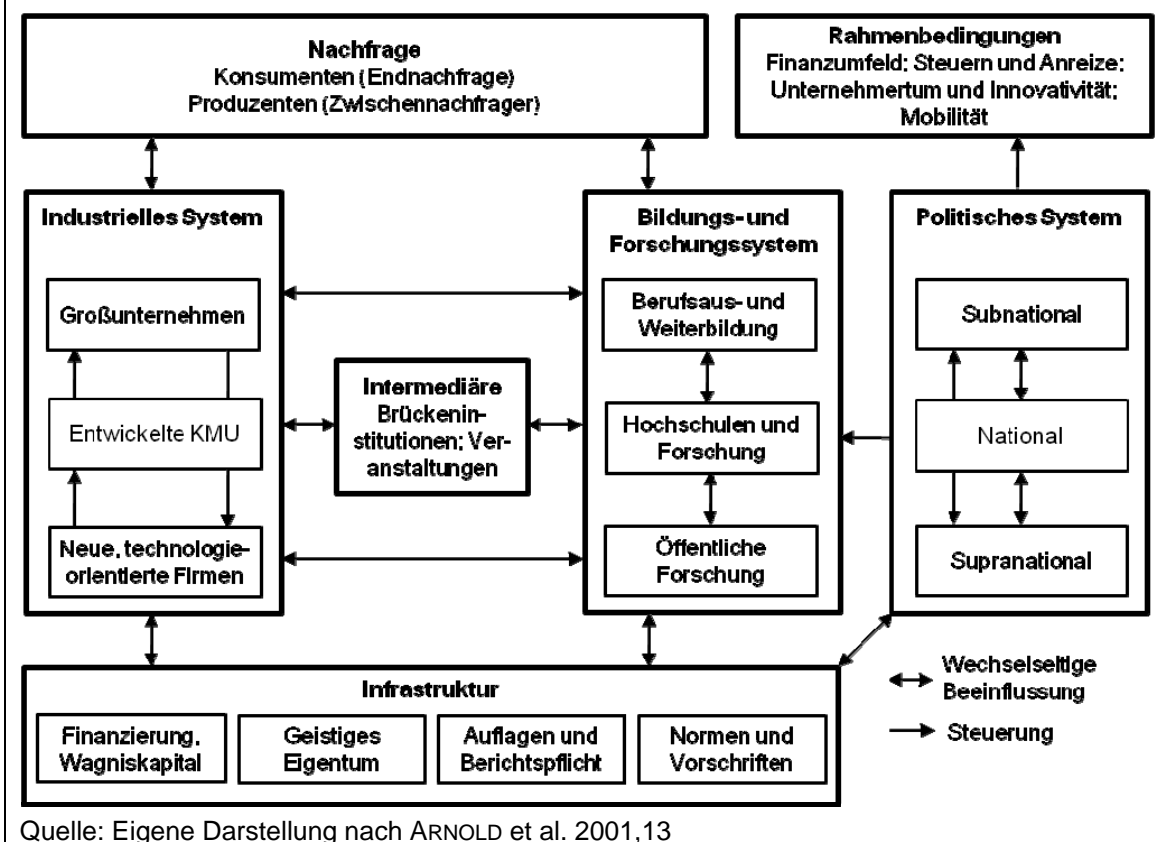 Nachfrage
Konsumenten (Endnachfrage)
Produzenten (Zwischennachfrager)
Rahmenbedingungen
Finanzumfeld; Steuern und Anreize;
Unternehmertum und Innovativität;
Mobilität
Industrielles System
Großunternehmen
Entwickelte KMU
Neue, technologie-
orientierte Firmen
Intermediäre
Brückenin-
stitutionen; Ver-
anstaltungen
Bildungs- und
Forschungssystem
Berufsaus- und
Weiterbildung
Hochschulen und
Forschung
Öffentliche
Forschung
Politisches System
Subnational
National
Supranational
Infrastruktur
Finanzierung,
Wagniskapital
Geistiges
Eigentum
Auflagen und
Berichtspflicht
Normen und
Vorschriften
Wechselseitige
Beeinflussung
Steuerung
Quelle: Eigene Darstellung nach ARNOLD et al. 2001,13